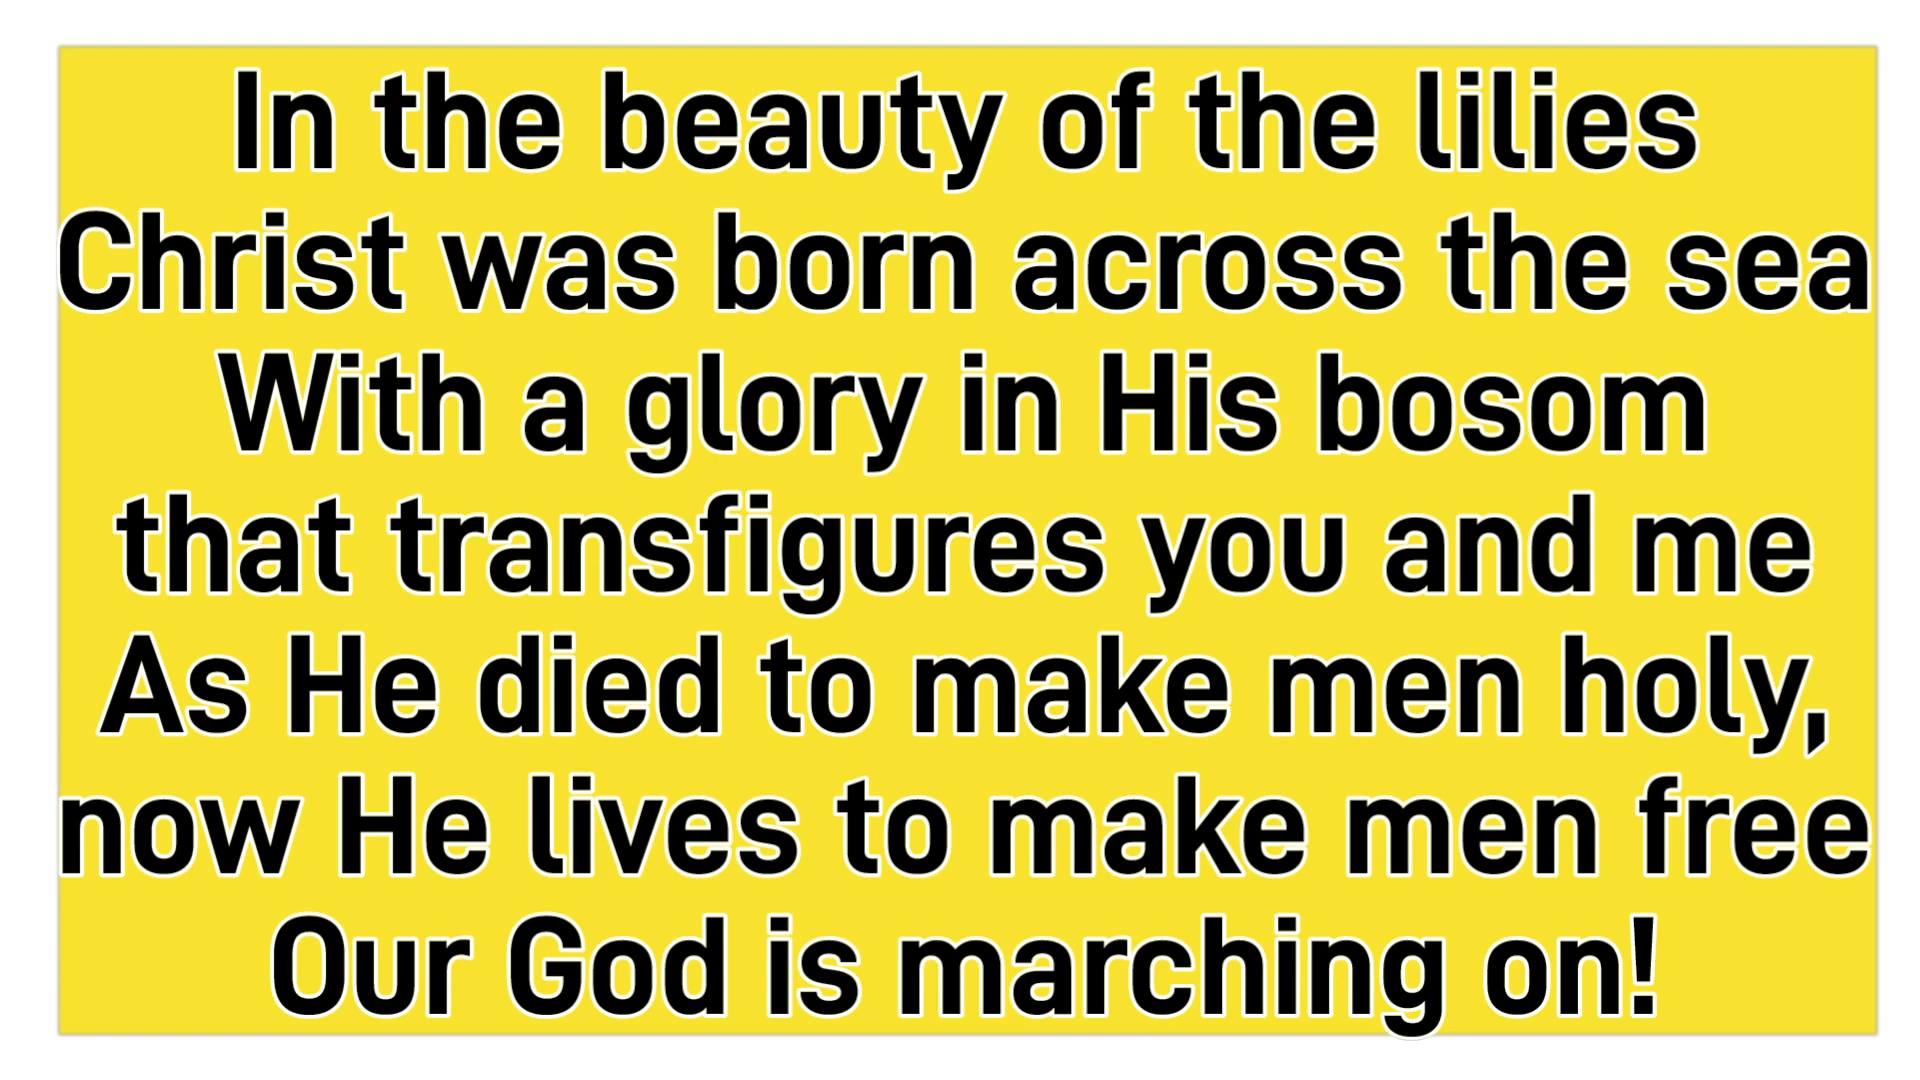 In the beauty of the lilies
Christ was born across the sea
With a glory in His bosom
that transfigures you and me
As He died to make men holy,
now He lives to make men free
Our God is marching on!